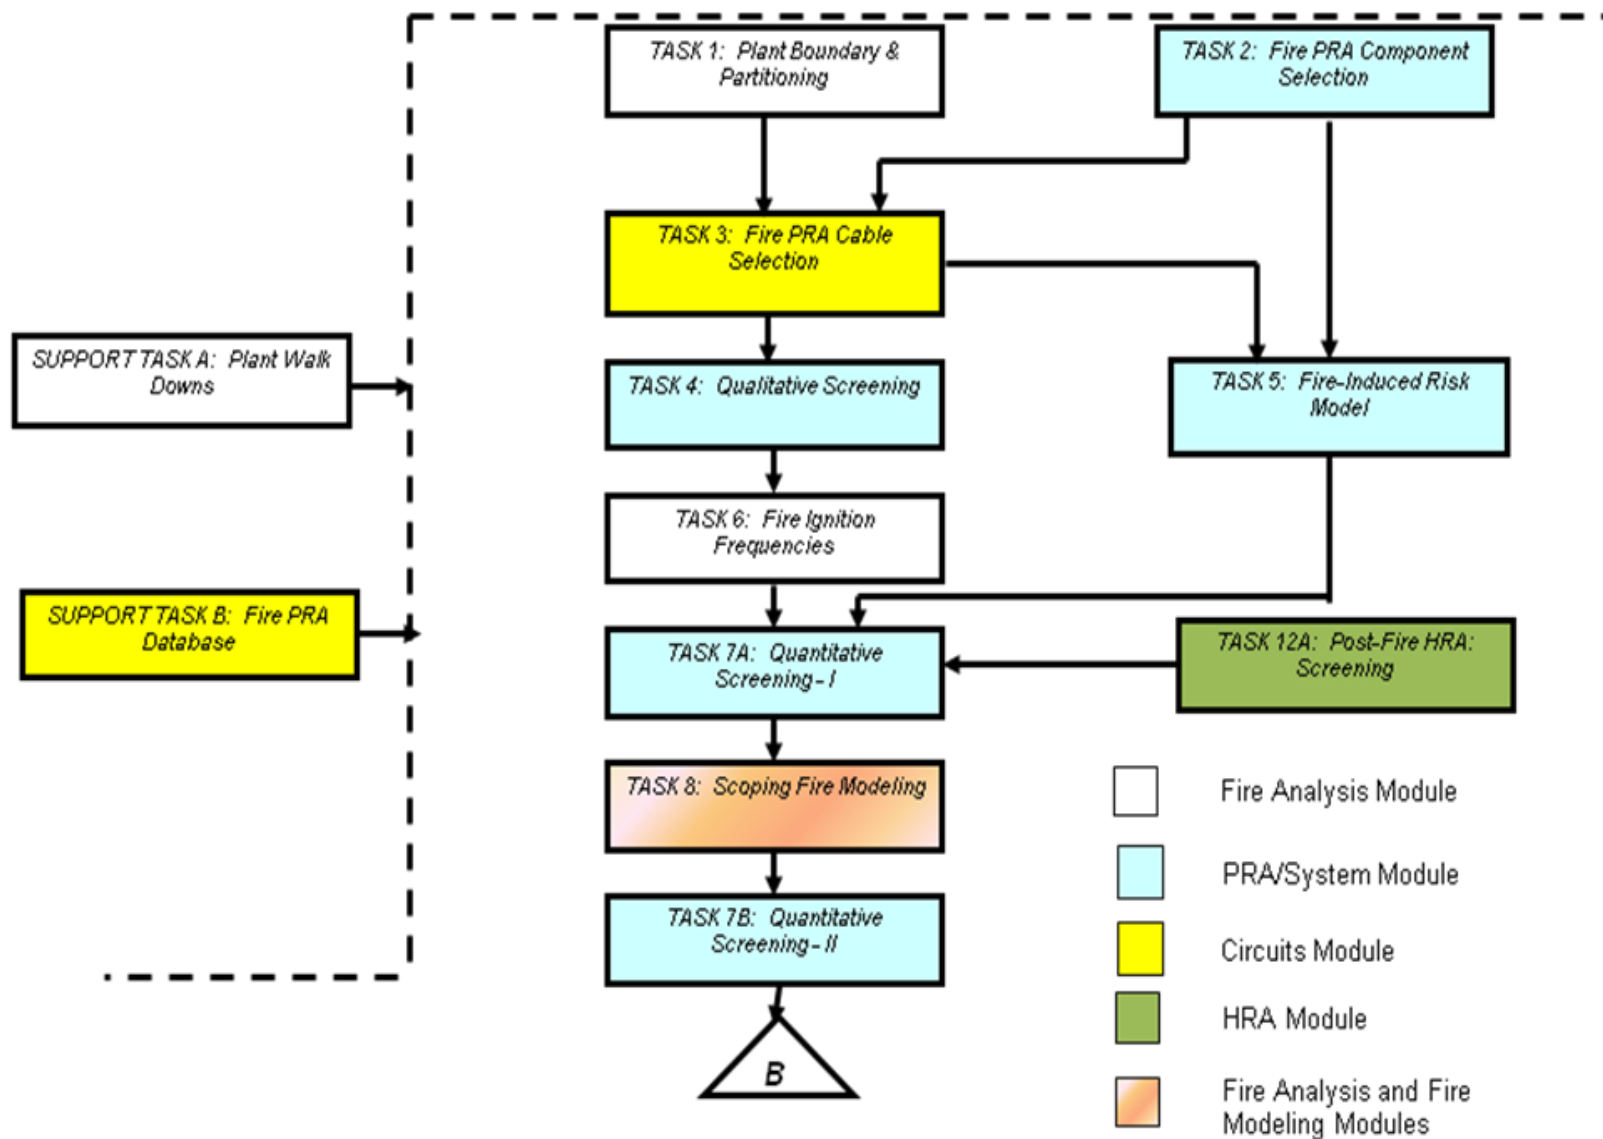 TASK 1: Plant Boundary &
Partitioning
TASK 2: Fire PRA Component
Selection
TASK 3: Fire PRA Cable
Selection
SUPPORT TASK A: Plant Walk
Downs
TASK 4: Qualitative Screening
TASK 5: Fire-Induced Risk
Model
TASK 6: Fire Ignition
Frequencies
SUPPORT TASK B: Fire PRA
Database
TASK 7A: Quantitative
Screening - I
TASK 12A: Post-Fire HRA:
Screening
TASK 8: Scoping Fire Modeling
TASK 7B: Quantitative
Screening - II
B
Fire Analysis Module
PRA/System Module
Circuits Module
HRA Module
Fire Analysis and Fire
Modeling Modules